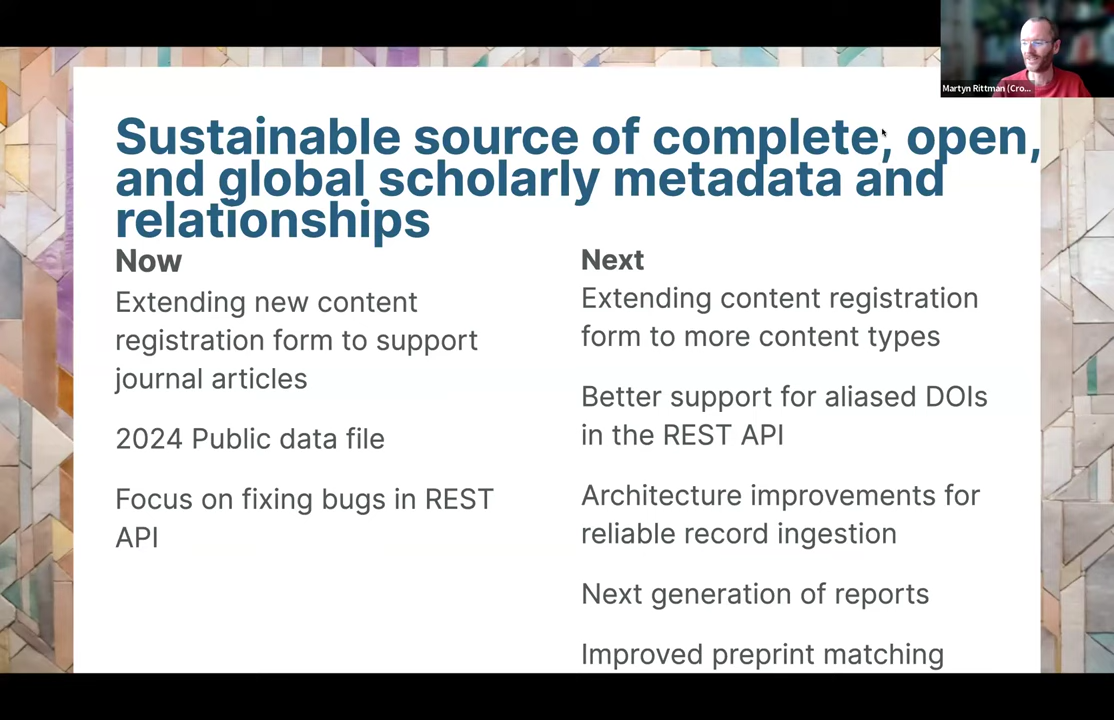 Martyn Rittman (Cro...
Sustainable source of complete, open,
and global scholarly metadata and
relationships
Now
Extending new content
registration form to support
journal articles
2024 Public data file
Focus on fixing bugs in REST
API
Next
Extending content registration
form to more content types
Better support for aliased DOIs
in the REST API
Architecture improvements for
reliable record ingestion
Next generation of reports
Improved preprint matching